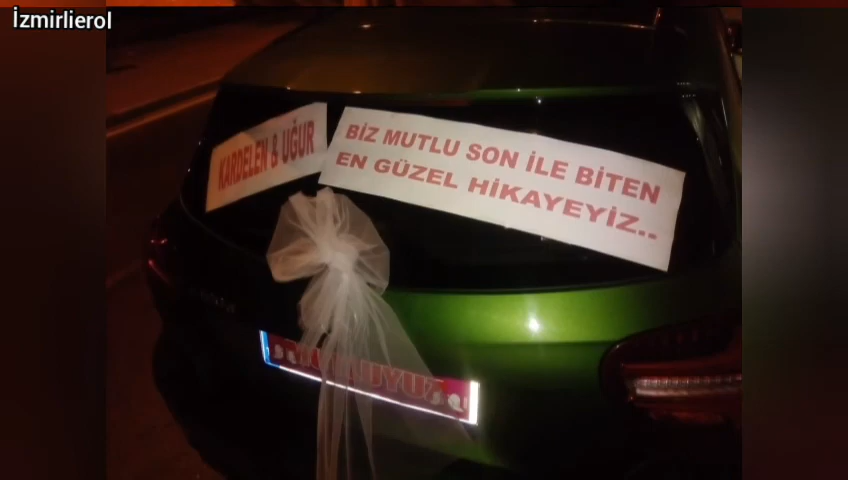 İzmirlierol
KARDELEN & UĞUR
BİZ MUTLU SON İLE BİTEN
EN GÜZEL HİKAYEYİZ..